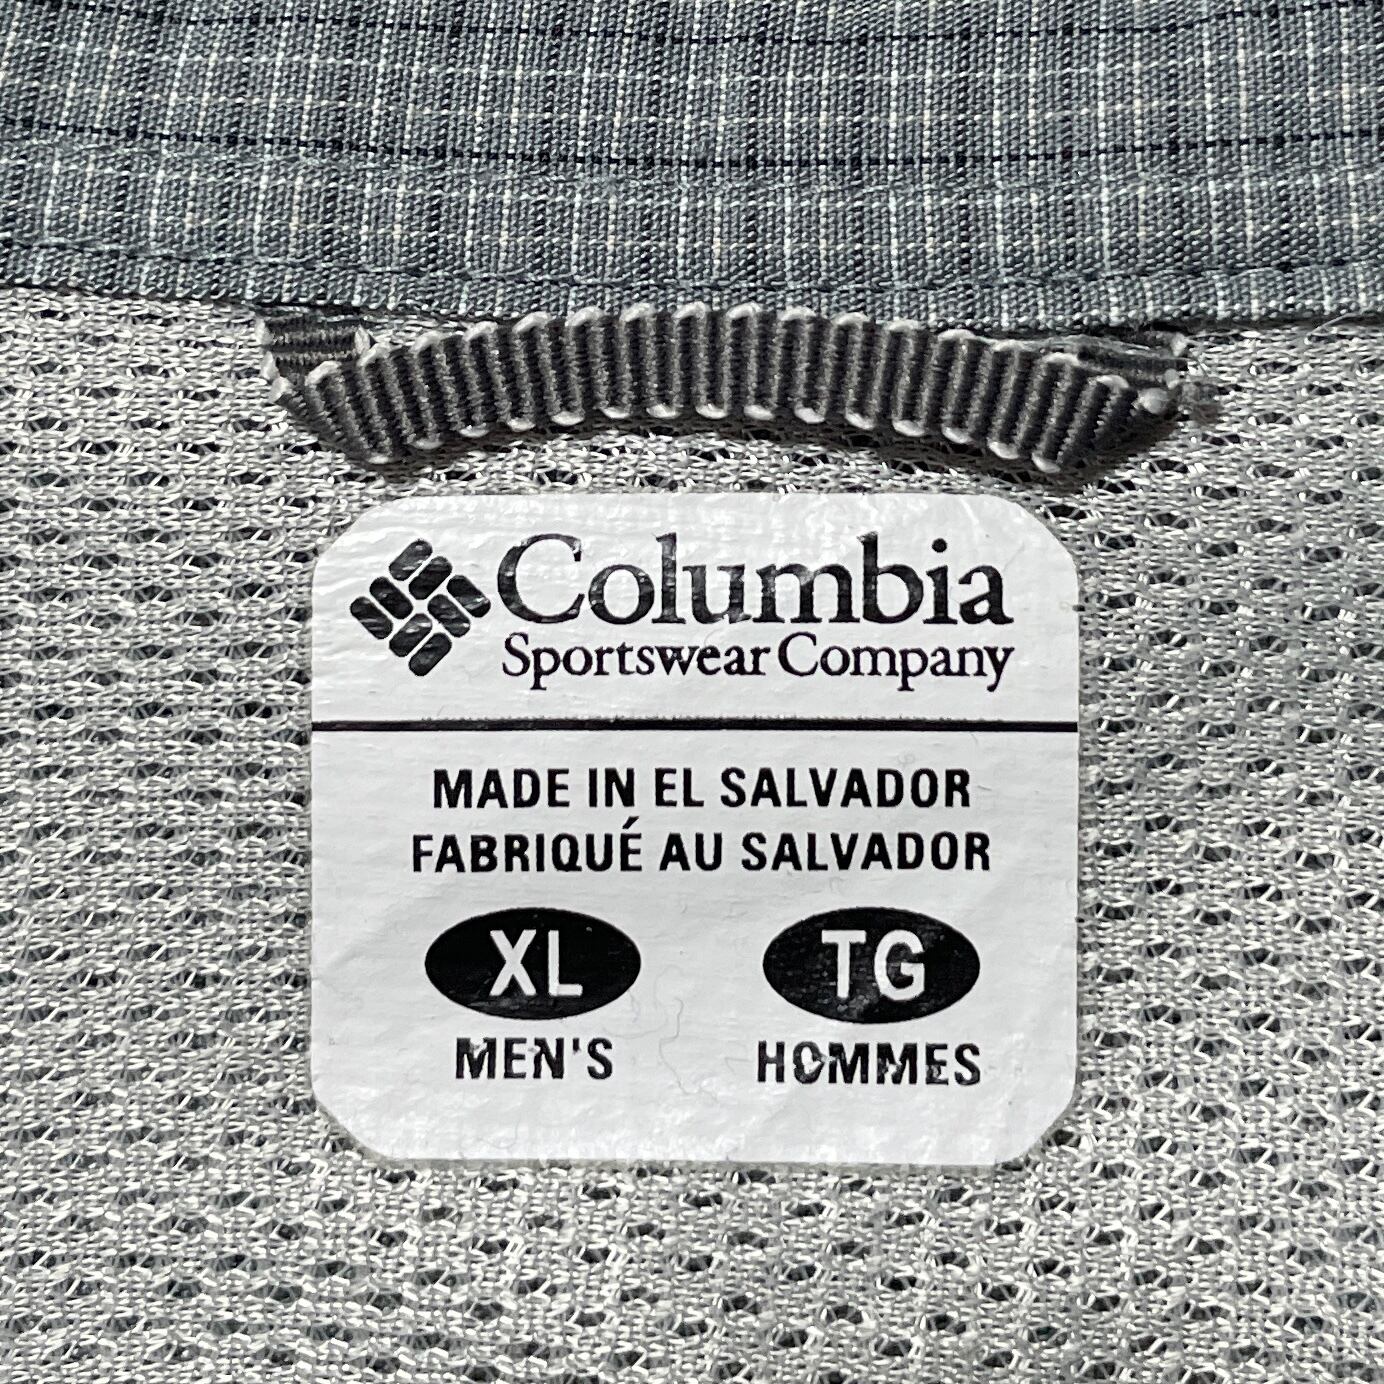 Columbia
Sportswear Company
MADE IN EL SALVADOR
FABRIQUÉ AU SALVADOR
XL TG
MEN'S HOMMES